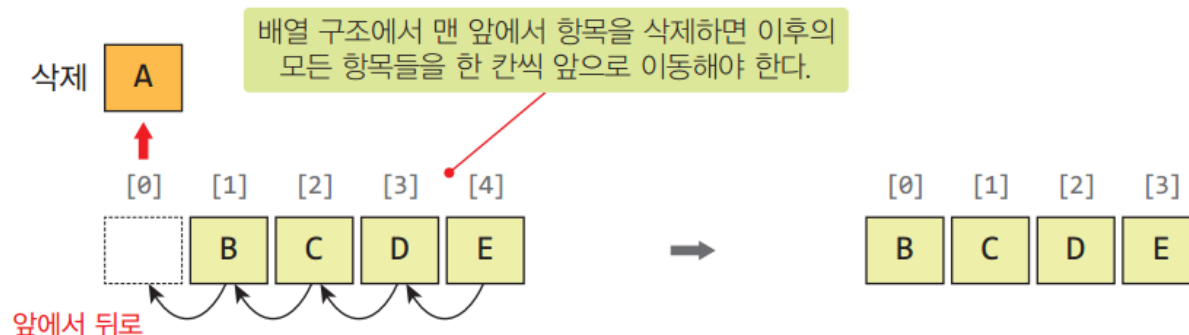 배열 구조에서 맨 앞에서 항목을 삭제하면 이후의
모든 항목들을 한 칸씩 앞으로 이동해야 한다.
삭제 A
[0] [1] [2] [3] [4]
B C D E
앞에서 뒤로
[0] [1] [2] [3]
B C D E